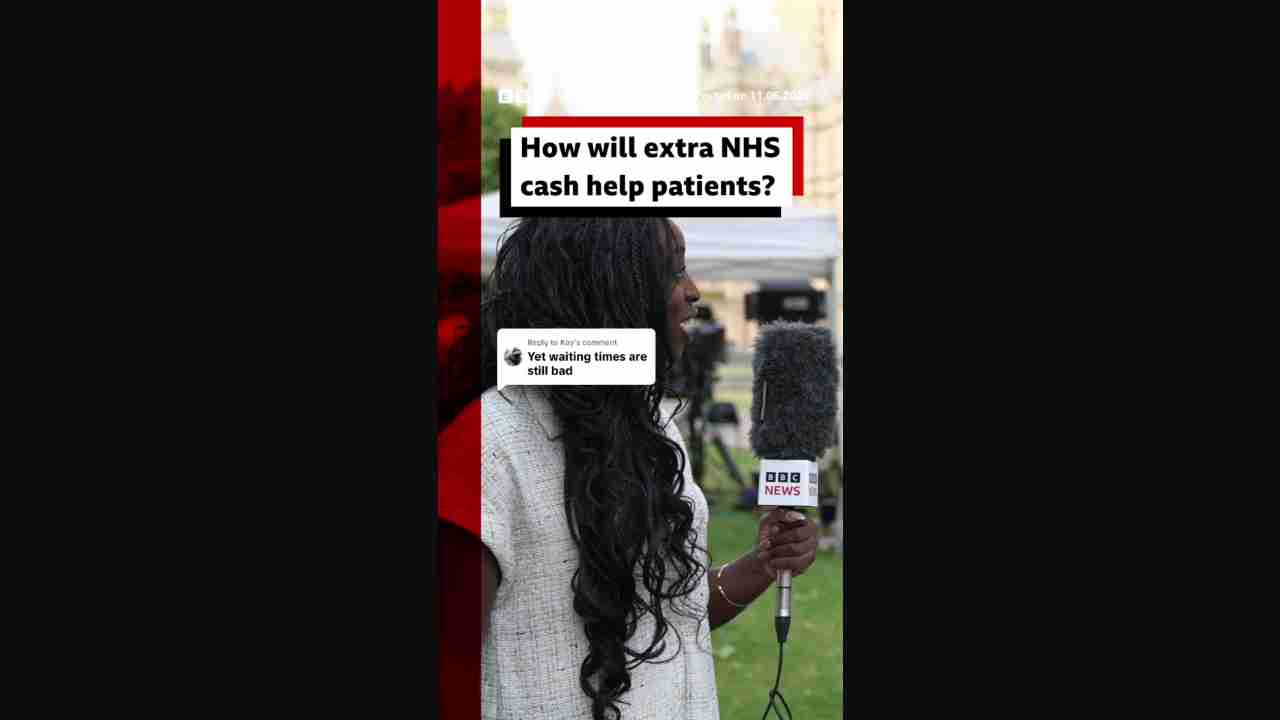 How will extra NHS
cash help patients?
Reply to Kay's comment
Yet waiting times are
still bad
BBC
NEWS